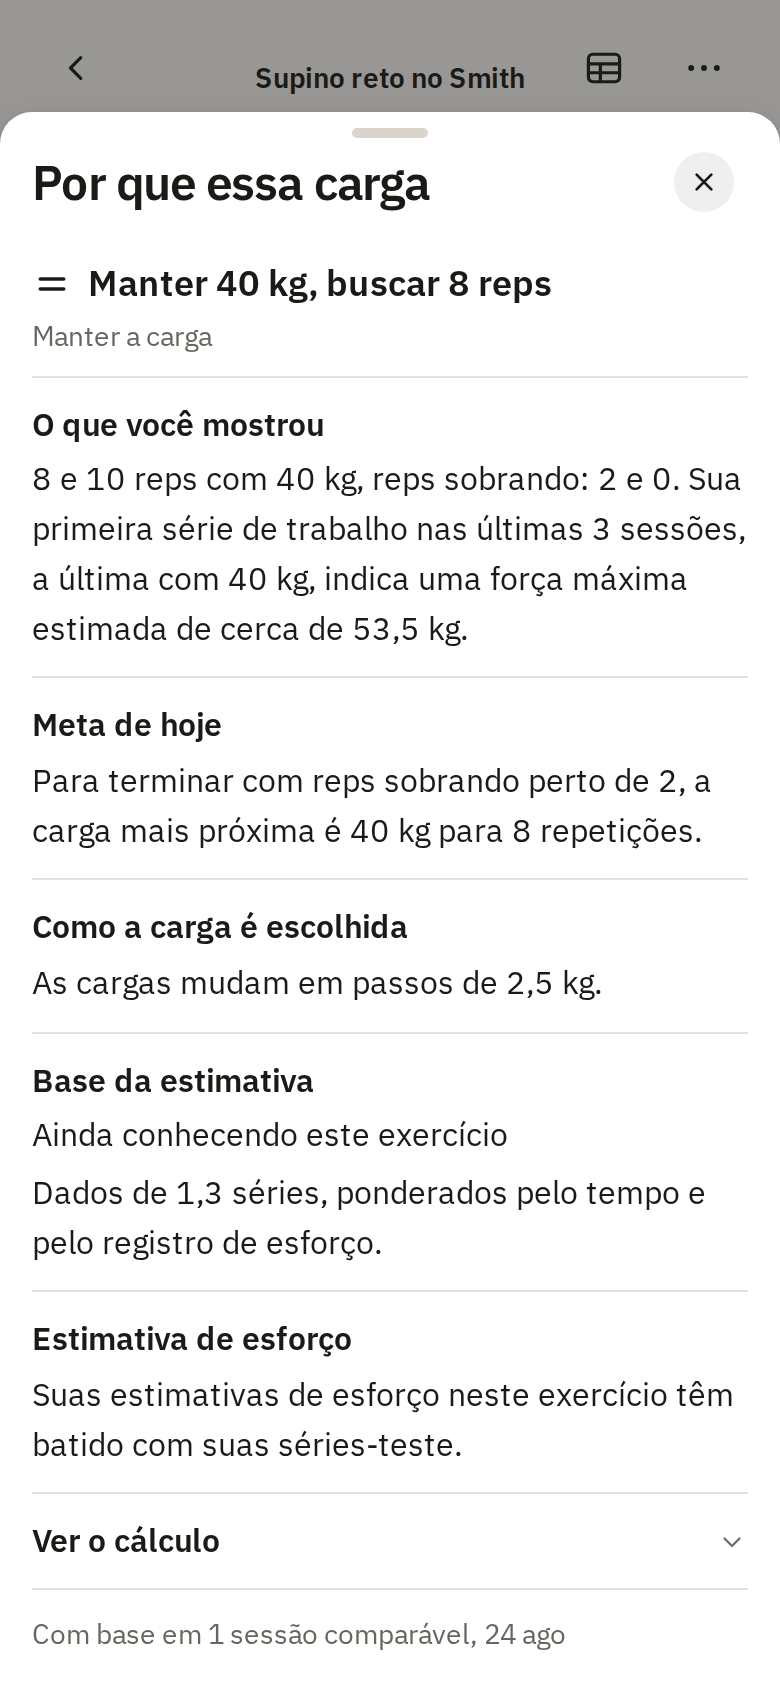 Supino reto no Smith
Por que essa carga
Manter 40 kg, buscar 8 reps
Manter a carga
O que você mostrou
8 e 10 reps com 40 kg, reps sobrando: 2 e 0. Sua
primeira série de trabalho nas últimas 3 sessões,
a última com 40 kg, indica uma força máxima
estimada de cerca de 53,5 kg.
Meta de hoje
Para terminar com reps sobrando perto de 2, a
carga mais próxima é 40 kg para 8 repetições.
Como a carga é escolhida
As cargas mudam em passos de 2,5 kg.
Base da estimativa
Ainda conhecendo este exercício
Dados de 1,3 séries, ponderados pelo tempo e
pelo registro de esforço.
Estimativa de esforço
Suas estimativas de esforço neste exercício têm
batido com suas séries-teste.
Ver o cálculo
Com base em 1 sessão comparável, 24 ago